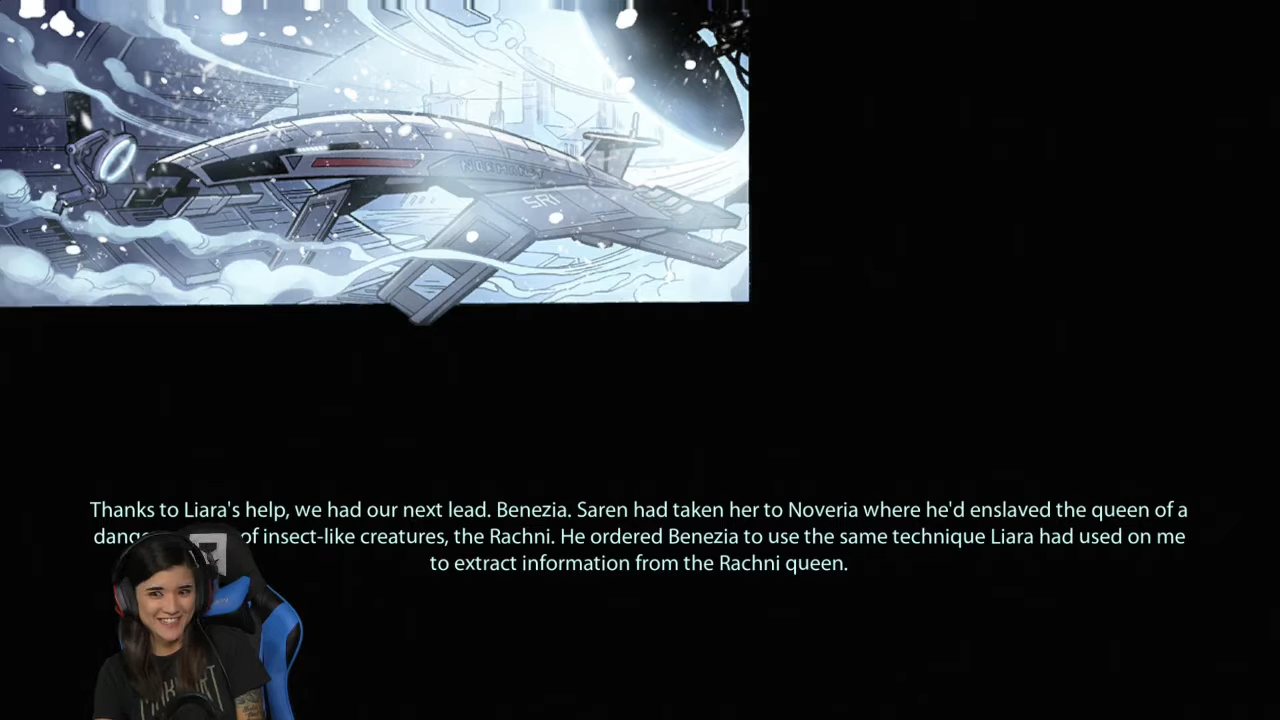 NORMANDY
SR1
Thanks to Liara's help, we had our next lead. Benezia. Saren had taken her to Noveria where he'd enslaved the queen of a
of insect-like creatures, the Rachni. He ordered Benezia to use the same technique Liara had used on me
to extract information from the Rachni queen.